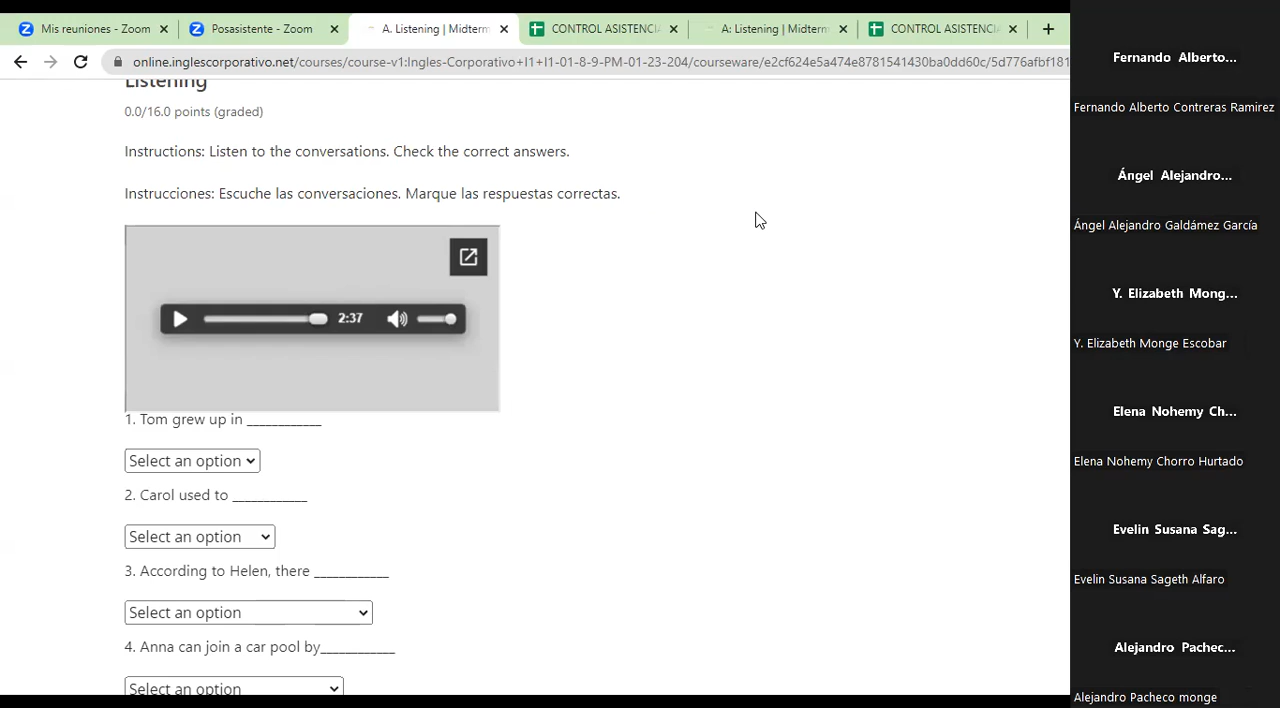 Mis reuniones - Zoom
Posasistente - Zoom
A. Listening | Midterm
CONTROL ASISTENCIA
A: Listening | Midterm
CONTROL ASISTENCIA
online.inglescorporativo.net/courses/course-v1:Ingles-Corporativo+I1+I1-01-8-9-PM-01-23-204/courseware/e2cf624e5a474e8781541430ba0dd60c/5d776afbf181
Listening
0.0/16.0 points (graded)
Instructions: Listen to the conversations. Check the correct answers.
Instrucciones: Escuche las conversaciones. Marque las respuestas correctas.
2:37
1. Tom grew up in ____________
Select an option
2. Carol used to ____________
Select an option
3. According to Helen, there ____________
Select an option
4. Anna can join a car pool by____________
Select an option
Fernando Alberto...
Fernando Alberto Contreras Ramirez
Ángel Alejandro...
Ángel Alejandro Galdámez García
Y. Elizabeth Mong...
Y. Elizabeth Monge Escobar
Elena Nohemy Ch...
Elena Nohemy Chorro Hurtado
Evelin Susana Sag...
Evelin Susana Sageth Alfaro
Alejandro Pachec...
Alejandro Pacheco monge